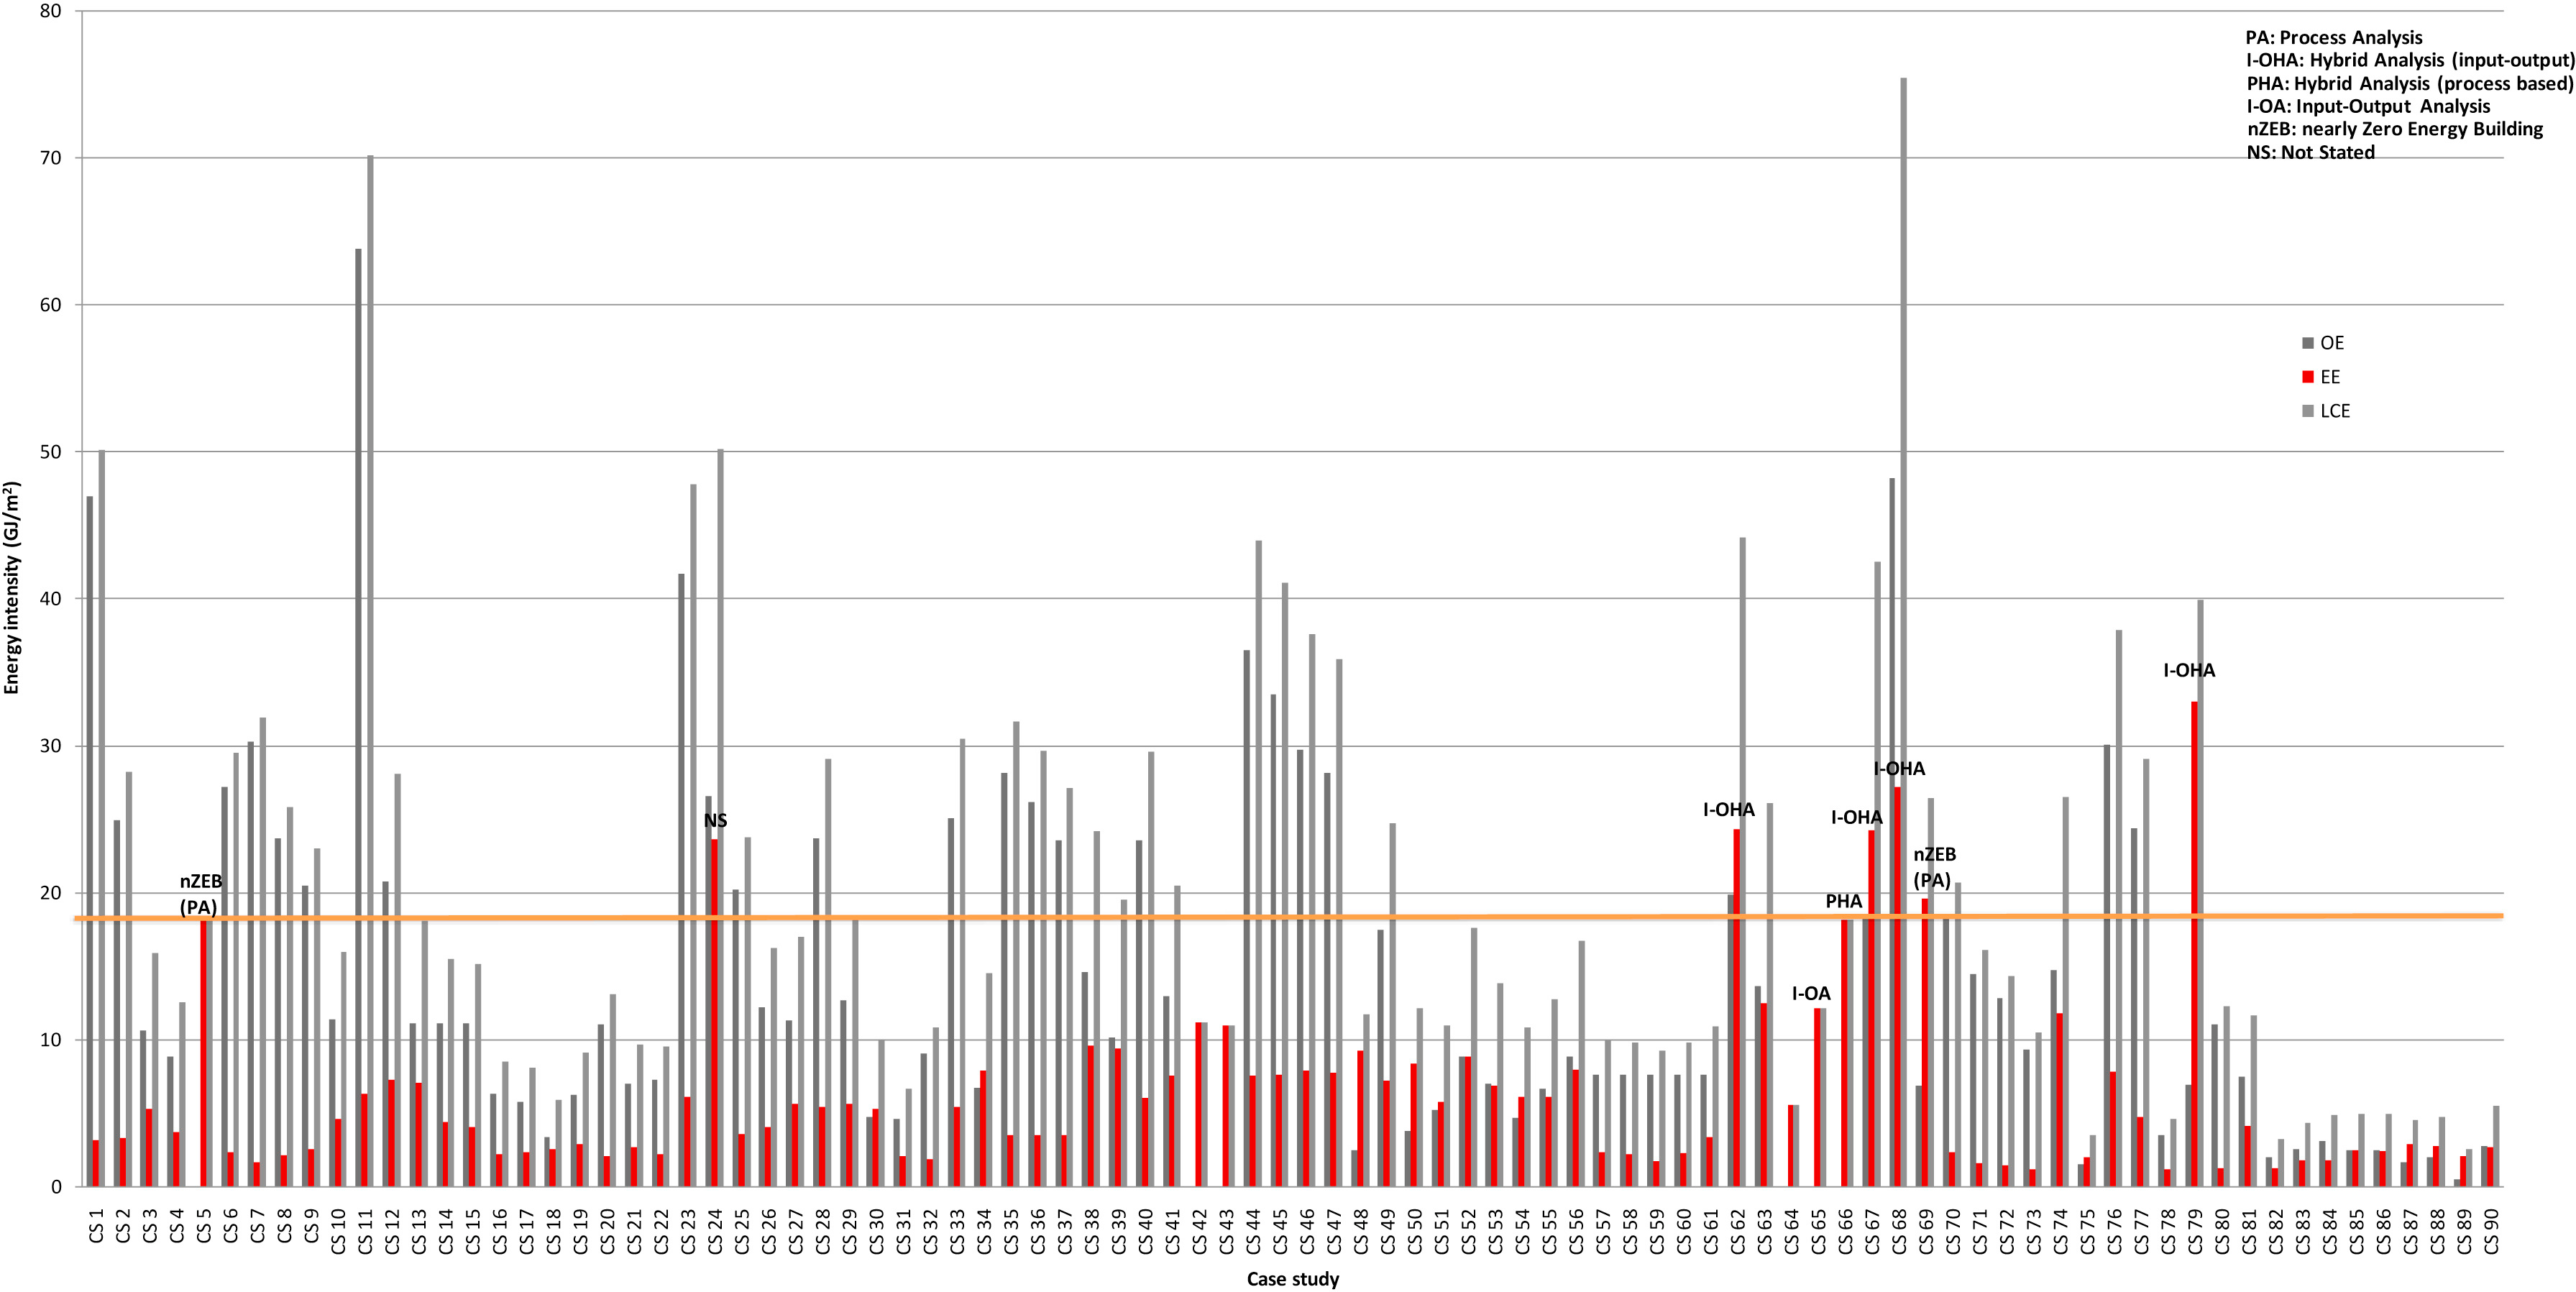 80
PA: Process Analysis
I-OHA: Hybrid Analysis (input-output)
PHA: Hybrid Analysis (process based)
I-OA: Input-Output Analysis
nZEB: nearly Zero Energy Building
NS: Not Stated
70
60
OE
EE
LCE
50
Energy intensity (GJ/m²)
40
30
20
10
0
I-OHA
I-OHA
I-OHA
I-OHA
NS
nZEB
(PA)
nZEB
(PA)
PHA
I-OA
CS 1
CS 2
CS 3
CS 4
CS 5
CS 6
CS 7
CS 8
CS 9
CS 10
CS 11
CS 12
CS 13
CS 14
CS 15
CS 16
CS 17
CS 18
CS 19
CS 20
CS 21
CS 22
CS 23
CS 24
CS 25
CS 26
CS 27
CS 28
CS 29
CS 30
CS 31
CS 32
CS 33
CS 34
CS 35
CS 36
CS 37
CS 38
CS 39
CS 40
CS 41
CS 42
CS 43
CS 44
CS 45
CS 46
CS 47
CS 48
CS 49
CS 50
CS 51
CS 52
CS 53
CS 54
CS 55
CS 56
CS 57
CS 58
CS 59
CS 60
CS 61
CS 62
CS 63
CS 64
CS 65
CS 66
CS 67
CS 68
CS 69
CS 70
CS 71
CS 72
CS 73
CS 74
CS 75
CS 76
CS 77
CS 78
CS 79
CS 80
CS 81
CS 82
CS 83
CS 84
CS 85
CS 86
CS 87
CS 88
CS 89
CS 90
Case study